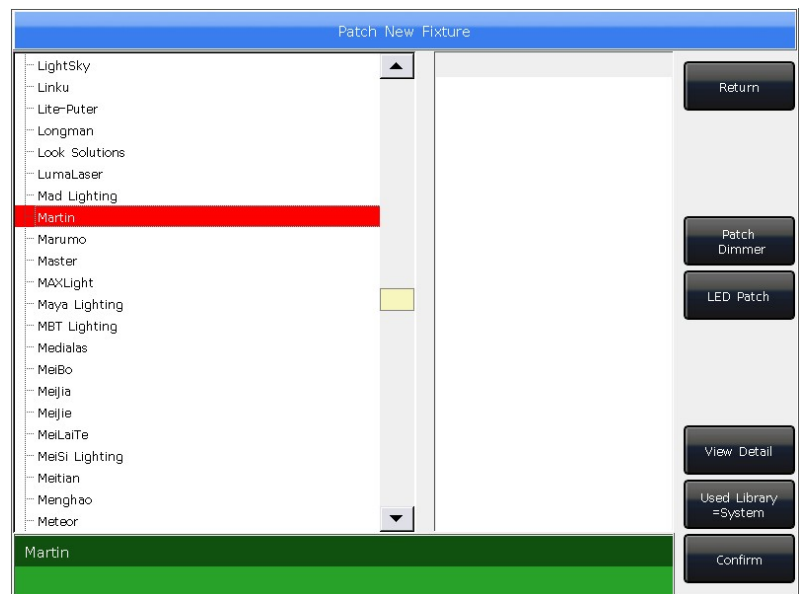 Patch New Fixture
LightSky
Linku
Lite-Puter
Longman
Look Solutions
LumaLaser
Mad Lighting
Martin
Marumo
Master
MAXLight
Maya Lighting
MBT Lighting
Medialas
MeiBo
MeiJia
MeiJie
MeiLaiTe
MeiSi Lighting
Meitian
Menghao
Meteor
Return
Patch
Dimmer
LED Patch
View Detail
Used Library
=System
Confirm
Martin